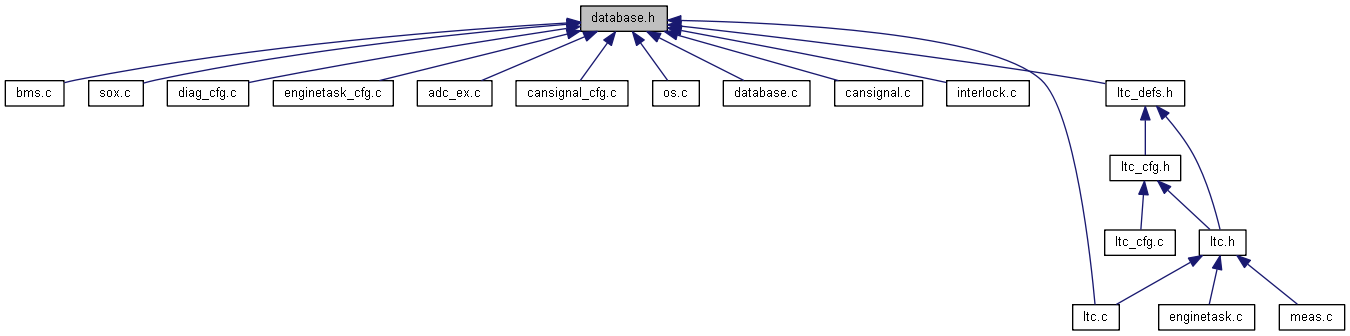 database.h
bms.c
sox.c
diag_cfg.c
enginetask_cfg.c
adc_ex.c
cansignal_cfg.c
os.c
database.c
cansignal.c
interlock.c
ltc_defs.h
ltc_cfg.h
ltc_cfg.c
ltc.h
ltc.c
enginetask.c
meas.c